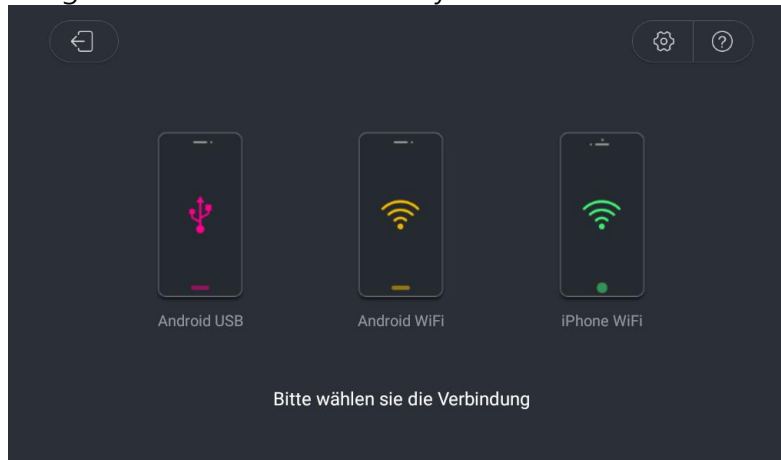 Android USB
Android WiFi
iPhone WiFi
Bitte wählen sie die Verbindung